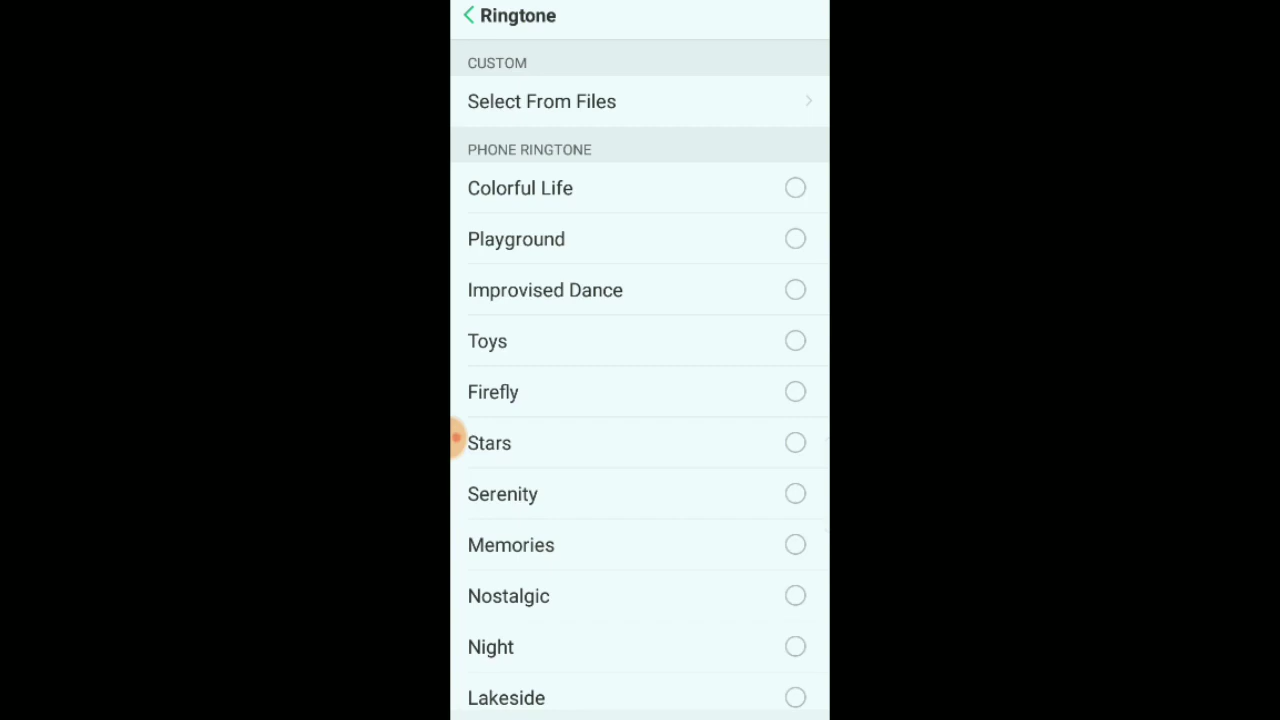 Ringtone
CUSTOM
Select From Files
PHONE RINGTONE
Colorful Life
Playground
Improvised Dance
Toys
Firefly
Stars
Serenity
Memories
Nostalgic
Night
Lakeside